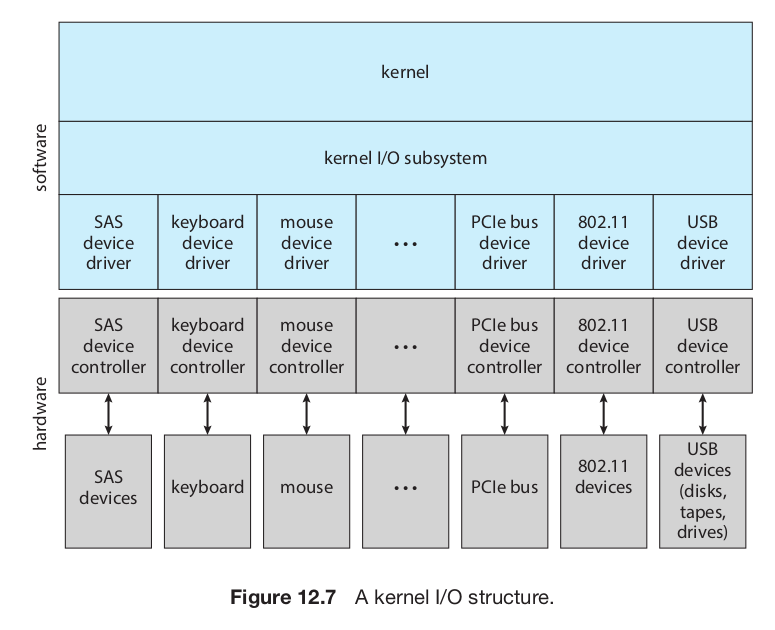 kernel
software
kernel I/O subsystem
SAS
device
driver
keyboard
device
driver
mouse
device
driver
...
PCIe bus
device
driver
802.11
device
driver
USB
device
driver
hardware
SAS
device
controller
keyboard
device
controller
mouse
device
controller
...
PCIe bus
device
controller
802.11
device
controller
USB
device
controller
SAS
devices
keyboard
mouse
...
PCIe bus
802.11
devices
USB
devices
(disks,
tapes,
drives)
Figure 12.7 A kernel I/O structure.